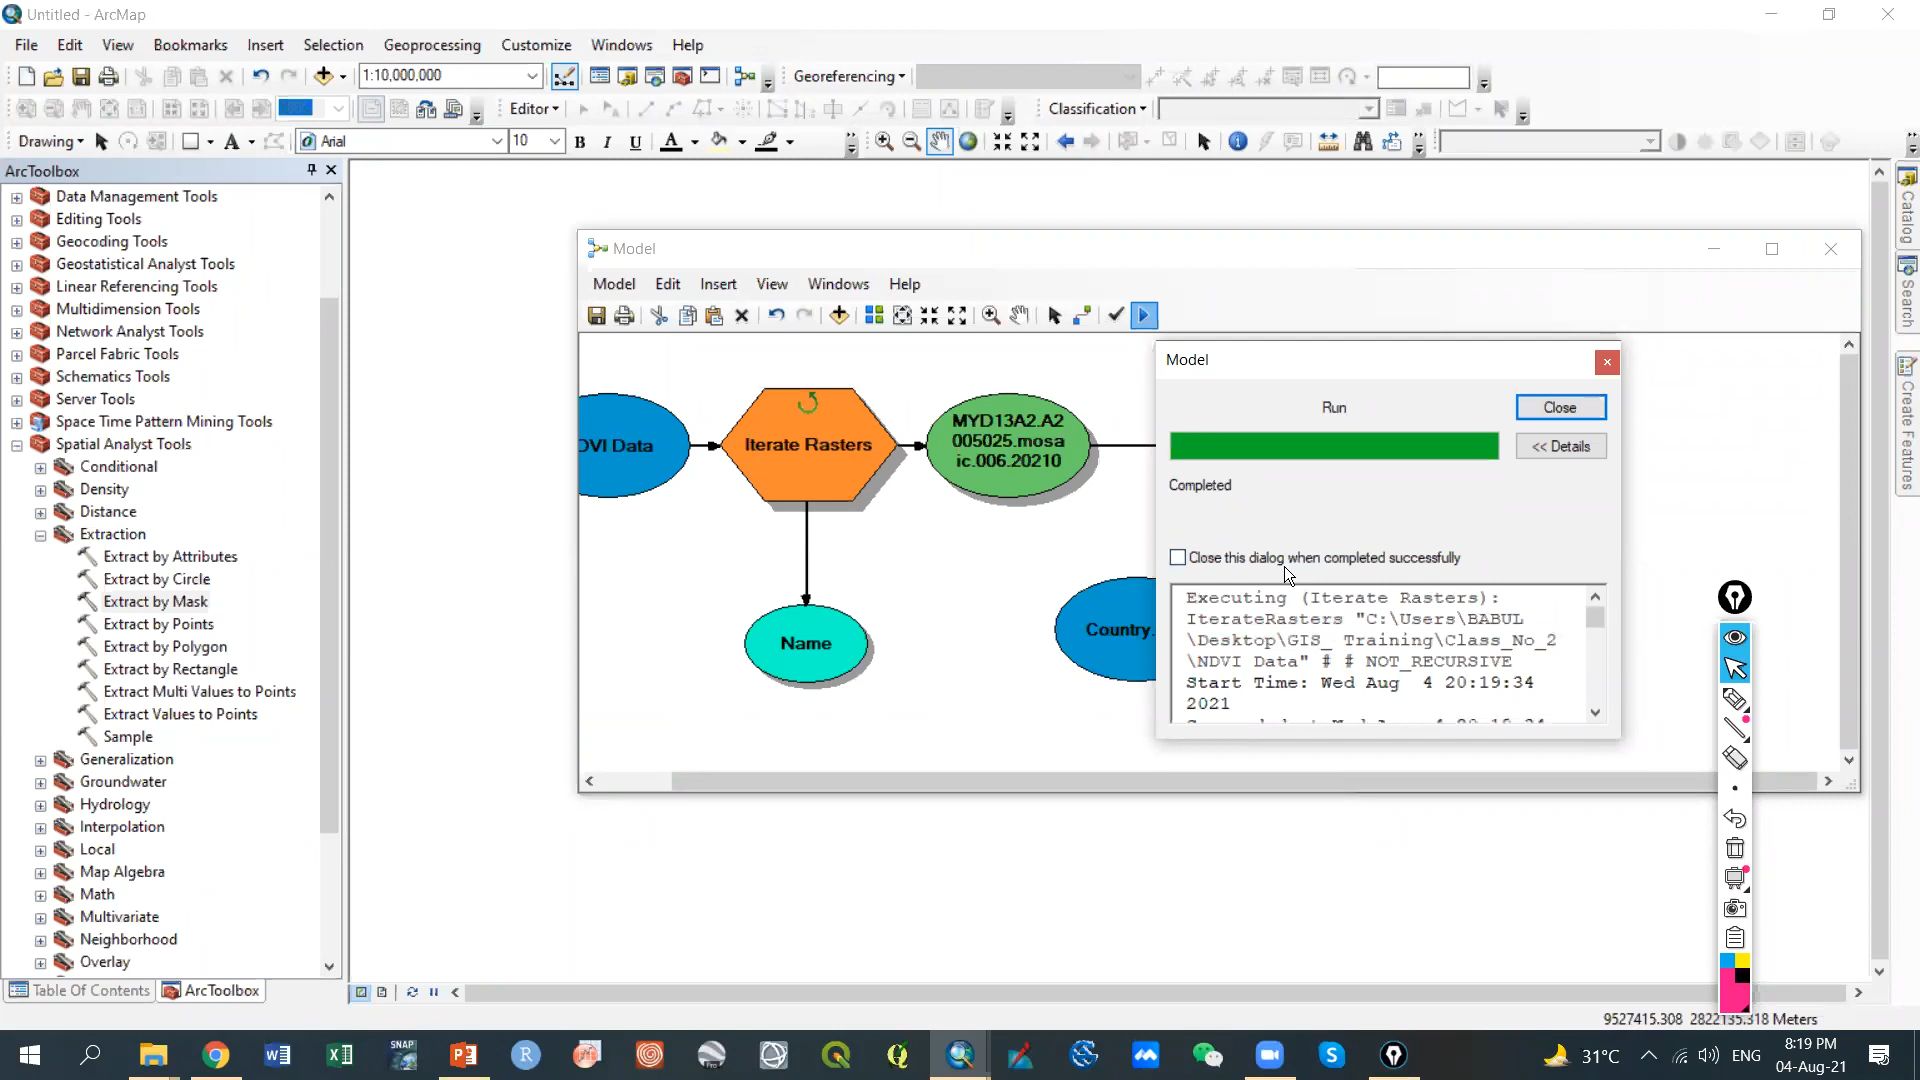 Untitled - ArcMap
File Edit View Bookmarks Insert Selection Geoprocessing Customize Windows Help
1:10,000,000 Georeferencing
Editor Classification
Drawing A Arial 10 B I U A
ArcToolbox
Data Management Tools
Editing Tools
Geocoding Tools
Geostatistical Analyst Tools
Linear Referencing Tools
Multidimension Tools
Network Analyst Tools
Parcel Fabric Tools
Schematics Tools
Server Tools
Space Time Pattern Mining Tools
Spatial Analyst Tools
Conditional
Density
Distance
Extraction
Extract by Attributes
Extract by Circle
Extract by Mask
Extract by Points
Extract by Polygon
Extract by Rectangle
Extract Multi Values to Points
Extract Values to Points
Sample
Generalization
Groundwater
Hydrology
Interpolation
Local
Map Algebra
Math
Multivariate
Neighborhood
Overlay
Table Of Contents ArcToolbox
Model
Model Edit Insert View Windows Help
DVI Data
Iterate Rasters
MYD13A2.A2
005025.mosa
ic.006.20210
Name
Country.
Model
Run
Close
<< Details
Completed
Close this dialog when completed successfully
Executing (Iterate Rasters):
IterateRasters "C:\Users\BABUL
\Desktop\GIS_ Training\Class_No_2
\NDVI Data" # # NOT_RECURSIVE
Start Time: Wed Aug  4 20:19:34
2021
Catalog
Search
Create Features
9527415.308 2822135.318 Meters
SNAP
Pro
31°C ENG
8:19 PM
04-Aug-21